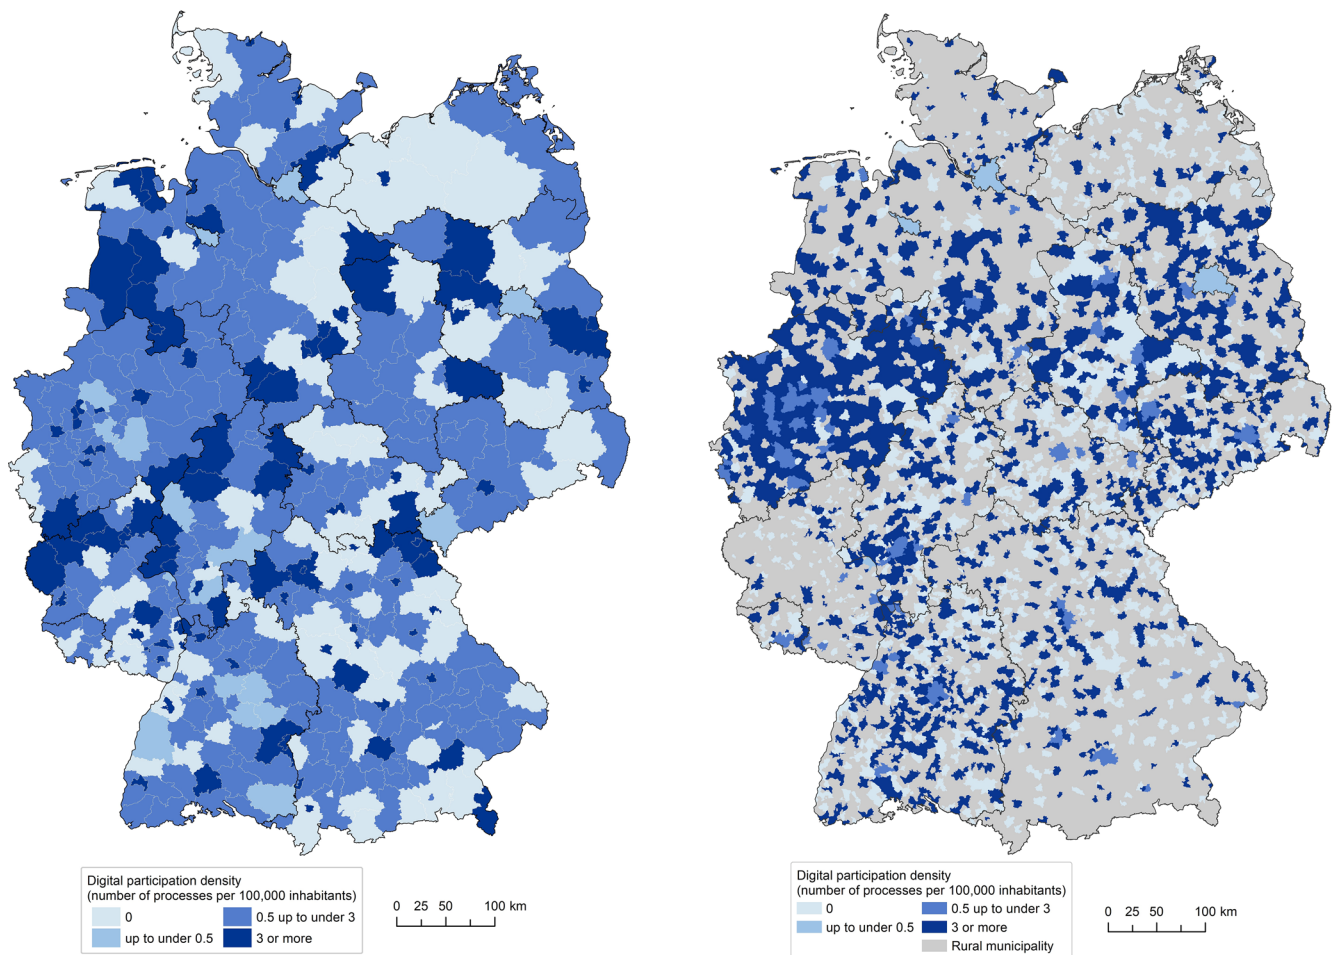 Digital participation density
(number of processes per 100,000 inhabitants)
0
0.5 up to under 3
up to under 0.5
3 or more
0 25 50 100 km
Digital participation density
(number of processes per 100,000 inhabitants)
0
0.5 up to under 3
up to under 0.5
3 or more
Rural municipality
0 25 50 100 km